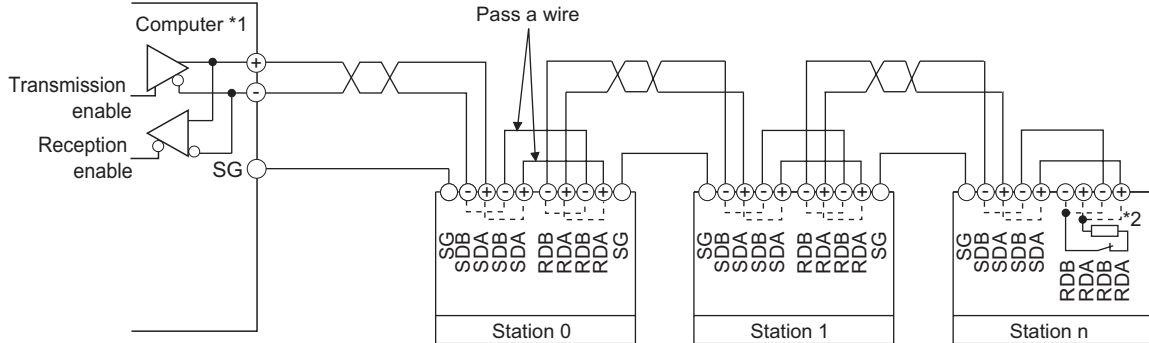 Pass a wire
Computer *1
+
-
Transmission
enable
Reception
enable
SG
- + - + - + - +
- + - + - + - +
- + - + - + - +
*2
SG SDB SDA SDB SDA RDB RDA RDB RDA SG
SG SDB SDA SDB SDA RDB RDA RDB RDA SG
SG SDB SDA SDB SDA RDB RDA RDB RDA
Station 0
Station 1
Station n